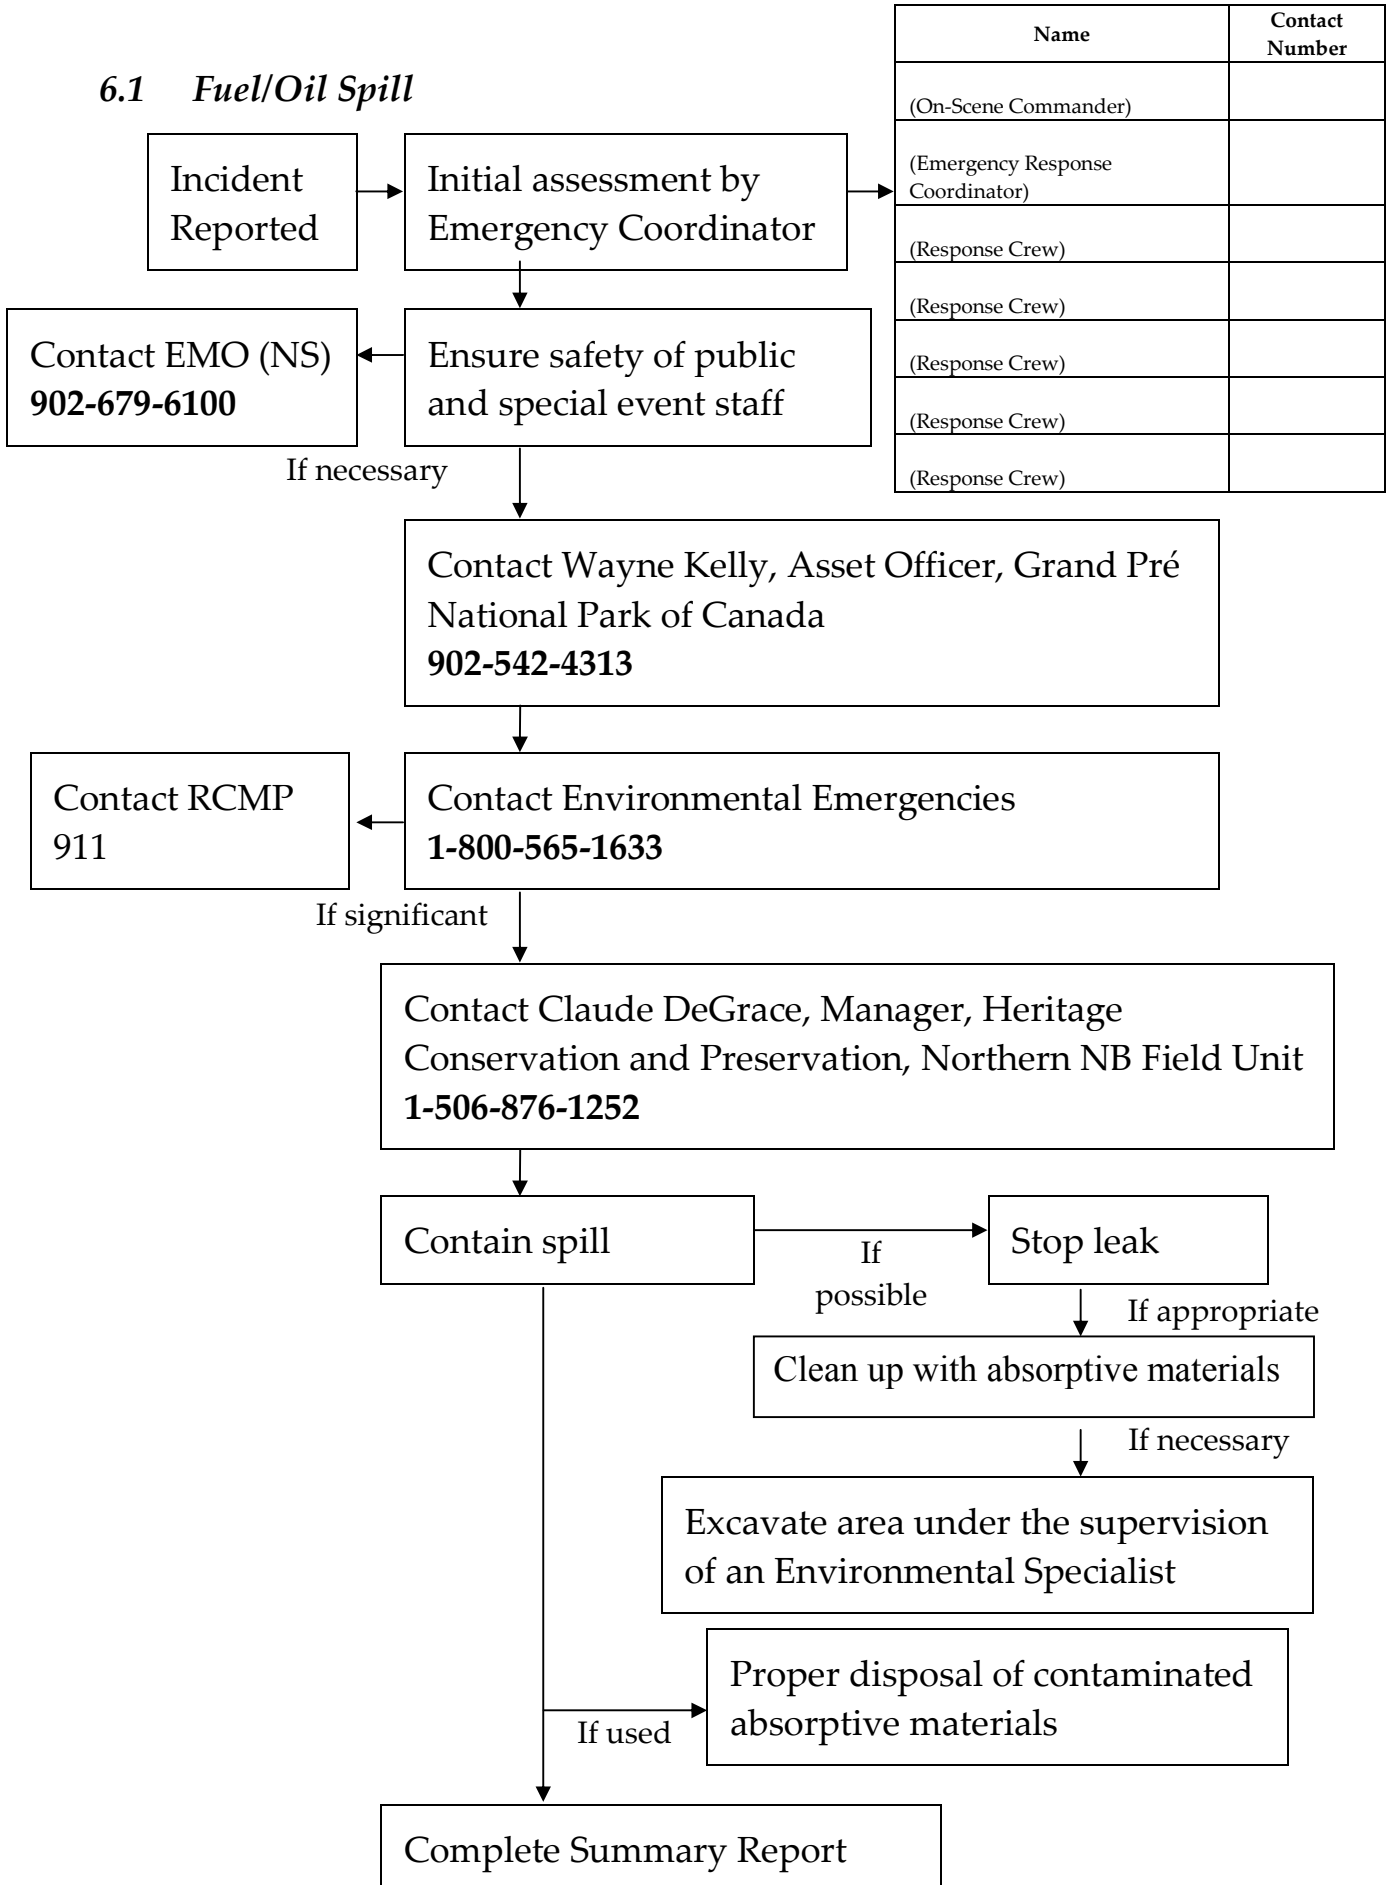 6.1 Fuel/Oil Spill
Name
Contact
Number
(On-Scene Commander)
(Emergency Response
Coordinator)
(Response Crew)
(Response Crew)
(Response Crew)
(Response Crew)
(Response Crew)
Incident
Reported
Initial assessment by
Emergency Coordinator
Contact EMO (NS)
902-679-6100
Ensure safety of public
and special event staff
If necessary
Contact Wayne Kelly, Asset Officer, Grand Pré
National Park of Canada
902-542-4313
Contact RCMP
911
Contact Environmental Emergencies
1-800-565-1633
If significant
Contact Claude DeGrace, Manager, Heritage
Conservation and Preservation, Northern NB Field Unit
1-506-876-1252
Contain spill
If
possible
Stop leak
If appropriate
Clean up with absorptive materials
If necessary
Excavate area under the supervision
of an Environmental Specialist
Proper disposal of contaminated
absorptive materials
If used
Complete Summary Report